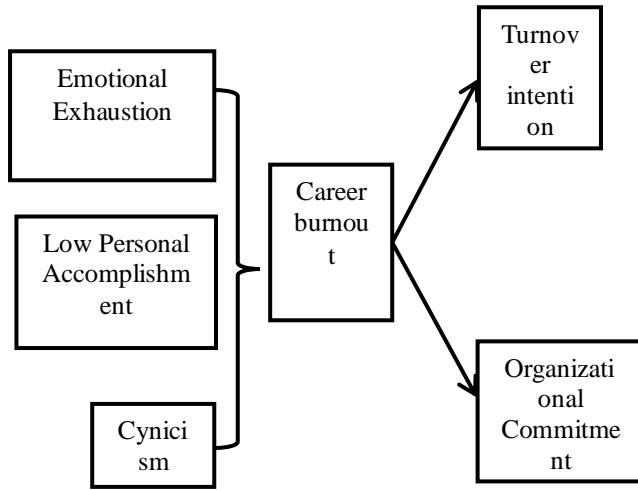 Emotional
Exhaustion
Low Personal
Accomplishm
ent
Cynici
sm
Career
burnou
t
Turnov
er
intenti
on
Organizati
onal
Commitme
nt